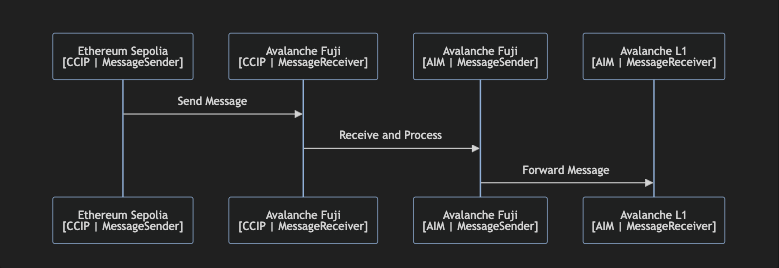 Ethereum Sepolia
[CCIP | MessageSender]
Avalanche Fuji
[CCIP | MessageReceiver]
Avalanche Fuji
[AIM | MessageSender]
Avalanche L1
[AIM | MessageReceiver]
Send Message
Receive and Process
Forward Message
Ethereum Sepolia
[CCIP | MessageSender]
Avalanche Fuji
[CCIP | MessageReceiver]
Avalanche Fuji
[AIM | MessageSender]
Avalanche L1
[AIM | MessageReceiver]